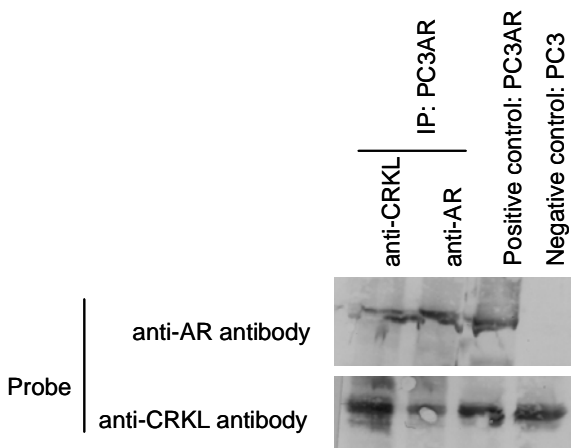 IP: PC3AR
anti-CRKL
anti-AR
Positive control: PC3AR
Negative control: PC3
Probe
anti-AR antibody
anti-CRKL antibody